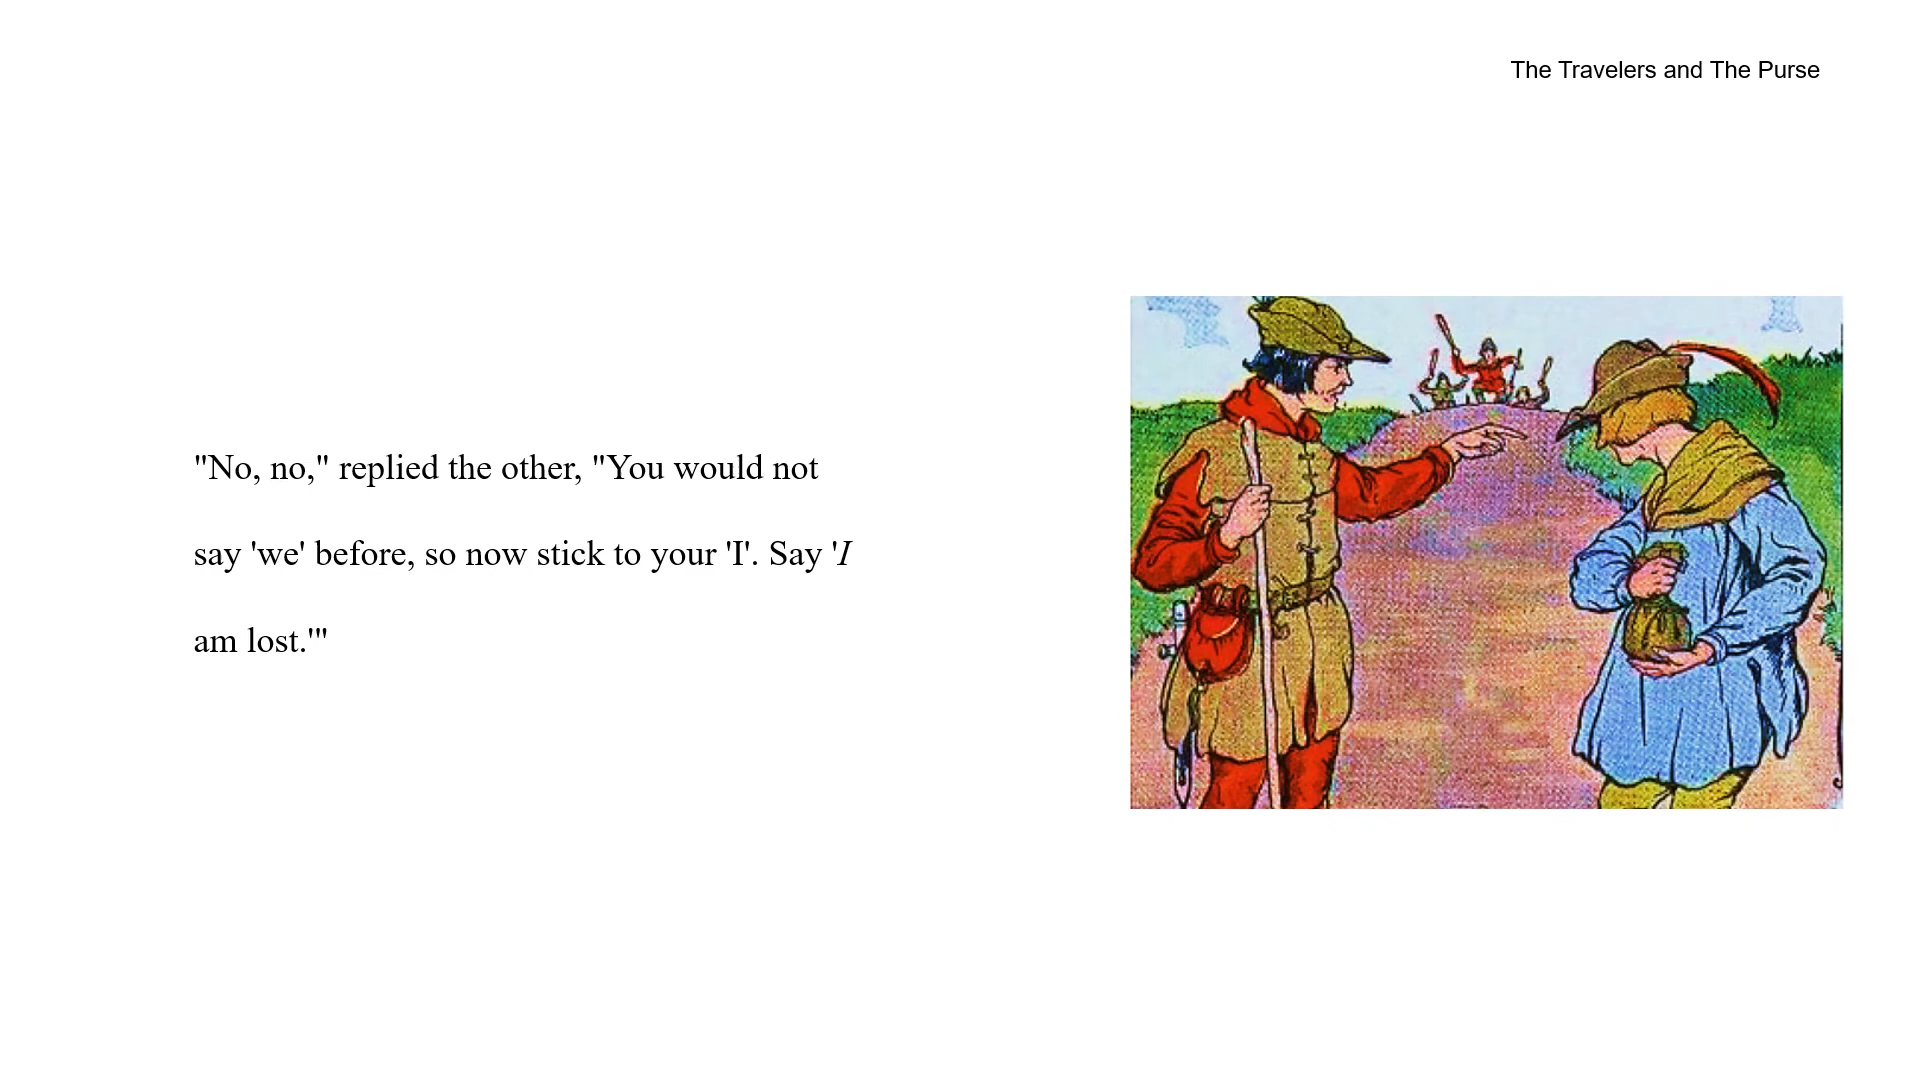 The Travelers and The Purse
"No, no," replied the other, "You would not
say 'we' before, so now stick to your 'I'. Say 'I
am lost.'"